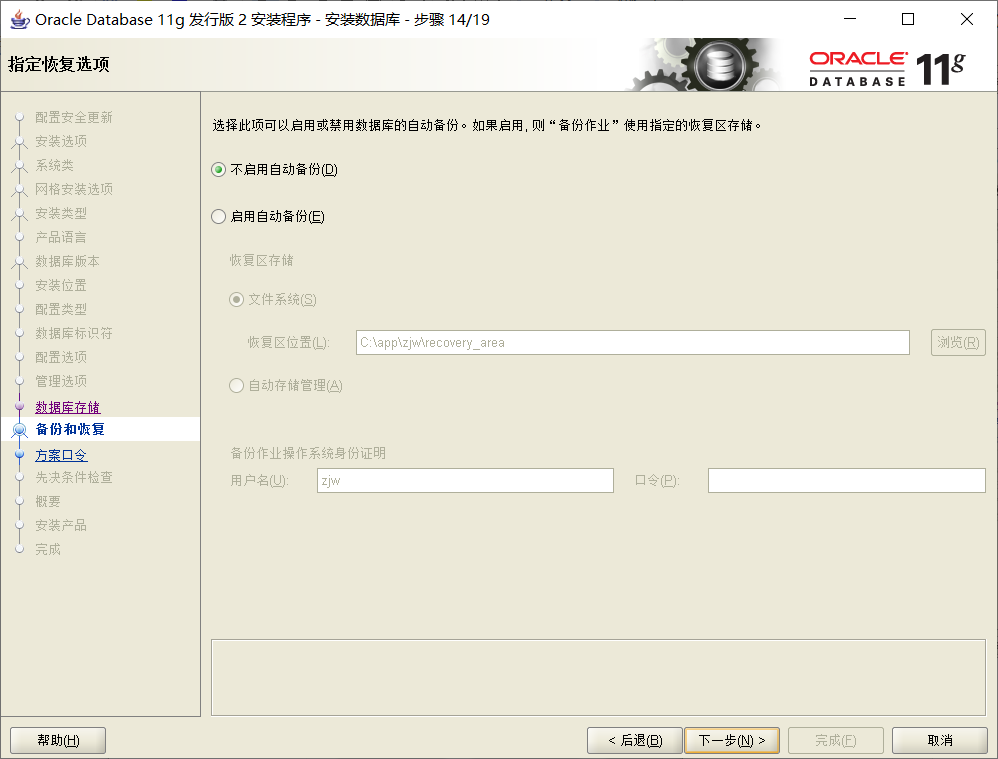 Oracle Database 11g 发行版 2 安装程序 - 安装数据库 - 步骤 14/19
指定恢复选项
ORACLE 11g
DATABASE
配置安全更新
安装选项
系统类
网格安装选项
安装类型
产品语言
数据库版本
安装位置
配置类型
数据库标识符
配置选项
管理选项
数据库存储
备份和恢复
方案口令
先决条件检查
概要
安装产品
完成
选择此项可以启用或禁用数据库的自动备份。如果启用, 则“备份作业”使用指定的恢复区存储。
不启用自动备份(D)
启用自动备份(E)
恢复区存储
文件系统(S)
恢复区位置(L): C:\app\zjw\recovery_area 浏览(R)
自动存储管理(A)
备份作业操作系统身份证明
用户名(U): zjw 口令(P):
帮助(H) < 后退(B) 下一步(N) > 完成(F) 取消